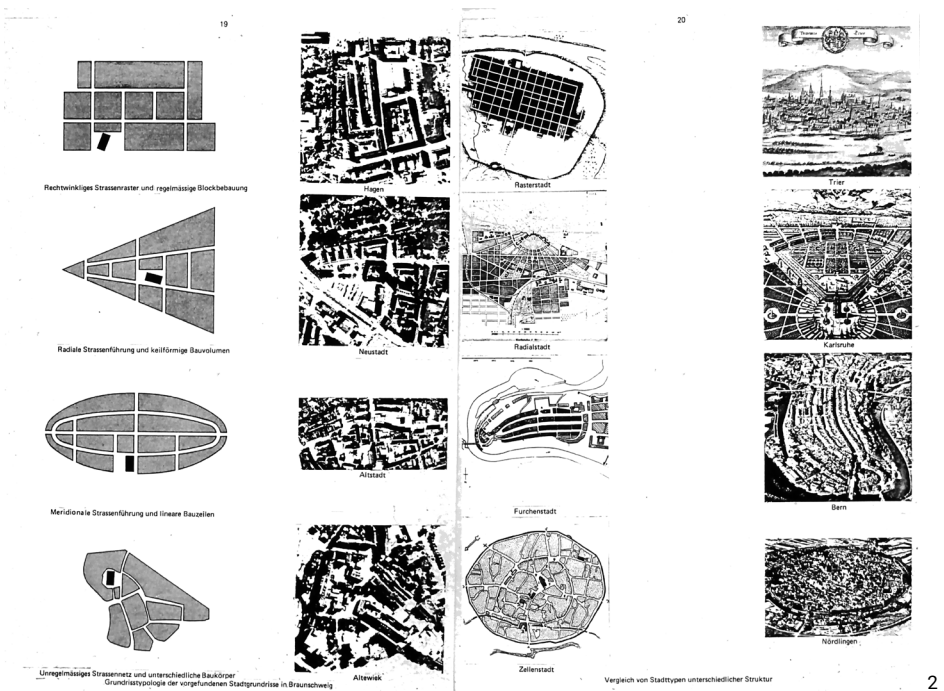 19
20
Rechtwinkliges Strassenraster und regelmässige Blockbebauung
Hagen
Rasterstadt
Trier
Radiale Strassenführung und keilförmige Bauvolumen
Neustadt
Radialstadt
Karlsruhe
Meridionale Strassenführung und lineare Bauzeilen
Altstadt
Furchenstadt
Bern
Unregelmässiges Strassennetz und unterschiedliche Baukörper
Altewiek
Zellenstadt
Nördlingen
Grundrisstypologie der vorgefundenen Stadtgrundrisse in Braunschweig
Vergleich von Stadttypen unterschiedlicher Struktur
2